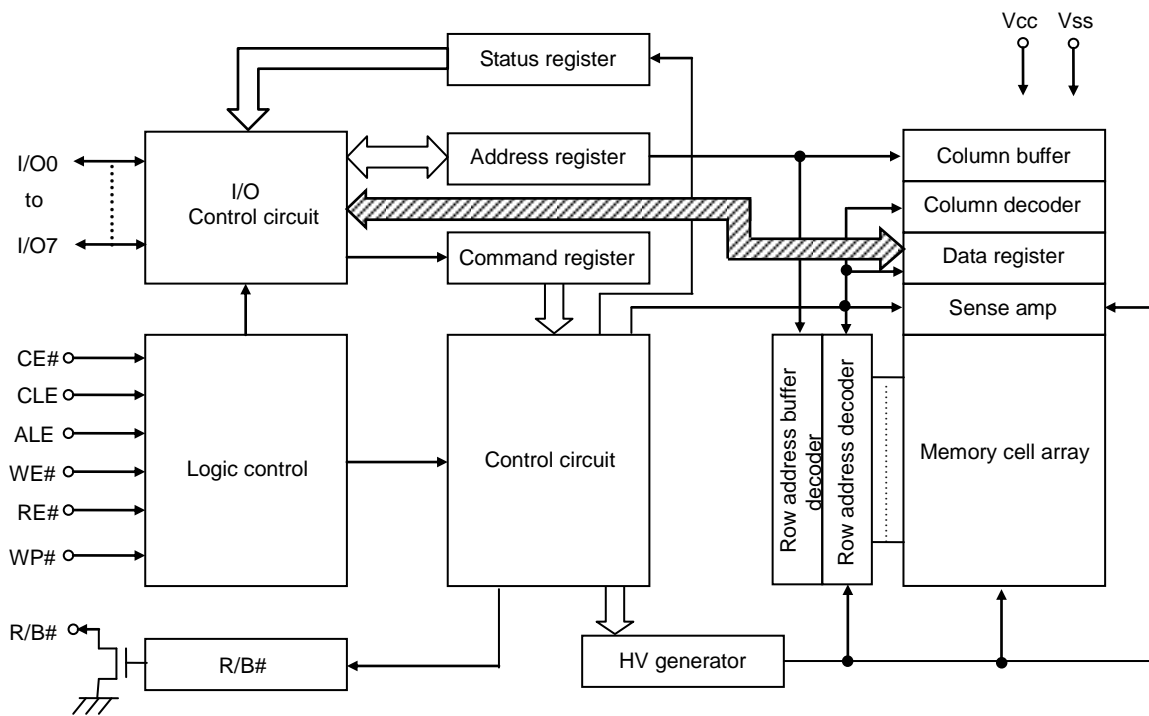 Vcc
Vss
Status register
I/O0
to
I/O7
I/O
Control circuit
Address register
Column buffer
Column decoder
Command register
Data register
Sense amp
CE#
CLE
ALE
WE#
RE#
WP#
Logic control
Control circuit
Row address buffer
decoder
Row address decoder
Memory cell array
R/B#
R/B#
HV generator